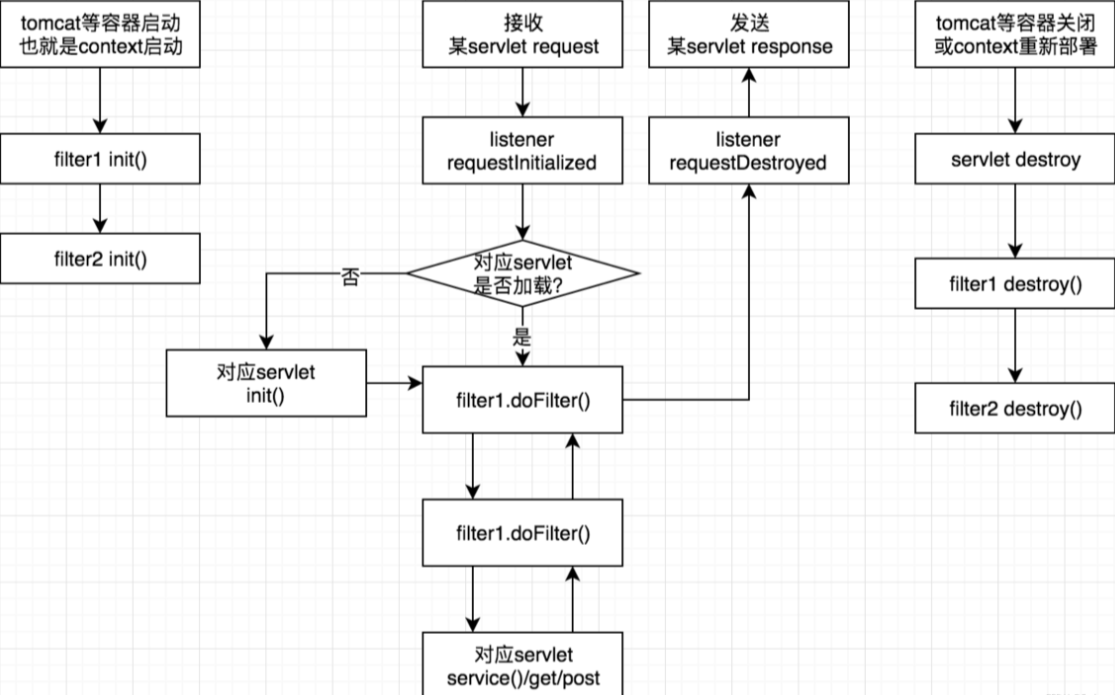 tomcat等容器启动
也就是context启动
filter1 init()
filter2 init()
接收
某servlet request
listener
requestInitialized
对应servlet
是否加载?
否
是
对应servlet
init()
filter1.doFilter()
filter1.doFilter()
对应servlet
service()/get/post
发送
某servlet response
listener
requestDestroyed
tomcat等容器关闭
或context重新部署
servlet destroy
filter1 destroy()
filter2 destroy()